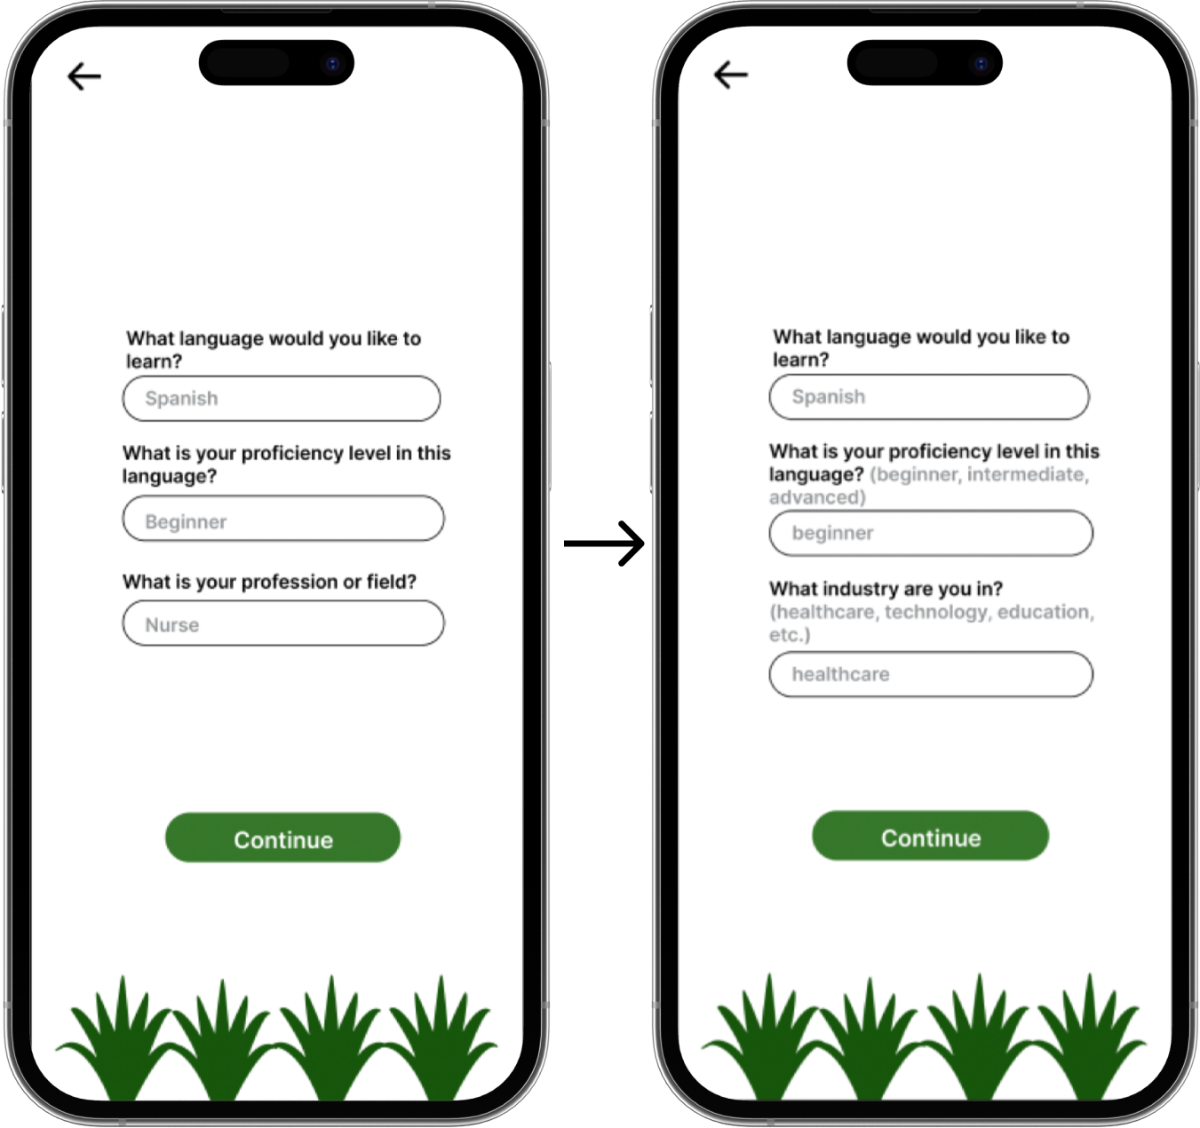 What language would you like to
learn?
Spanish
What is your proficiency level in this
language?
Beginner
What is your profession or field?
Nurse
Continue
What language would you like to
learn?
Spanish
What is your proficiency level in this
language? (beginner, intermediate,
advanced)
beginner
What industry are you in?
(healthcare, technology, education,
etc.)
healthcare
Continue